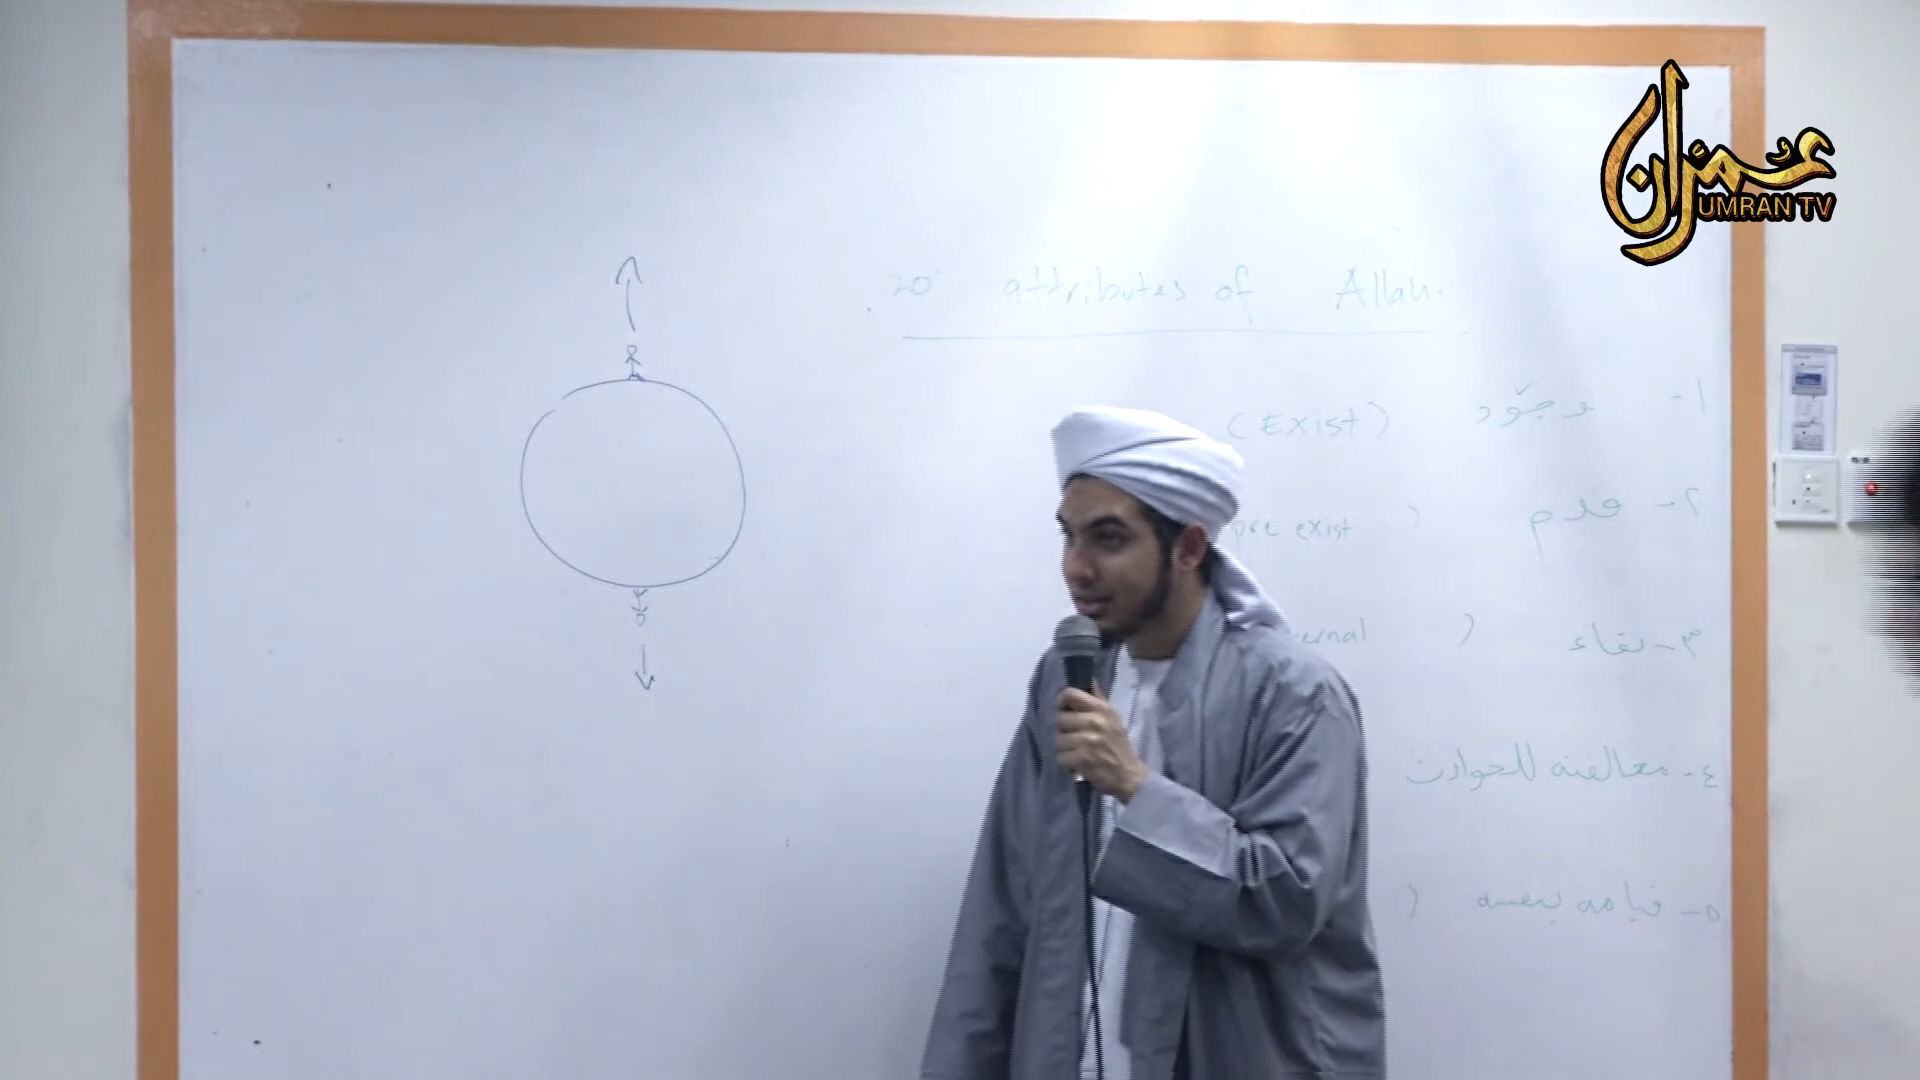 عمران
UMRAN TV
20 attributes of Allah.
١- وجود (Exist)
٢- قدم ( pre exist
٣- بقاء ( ernal
٤- مخالفته للحوادث
٥- قيامه بنفسه (